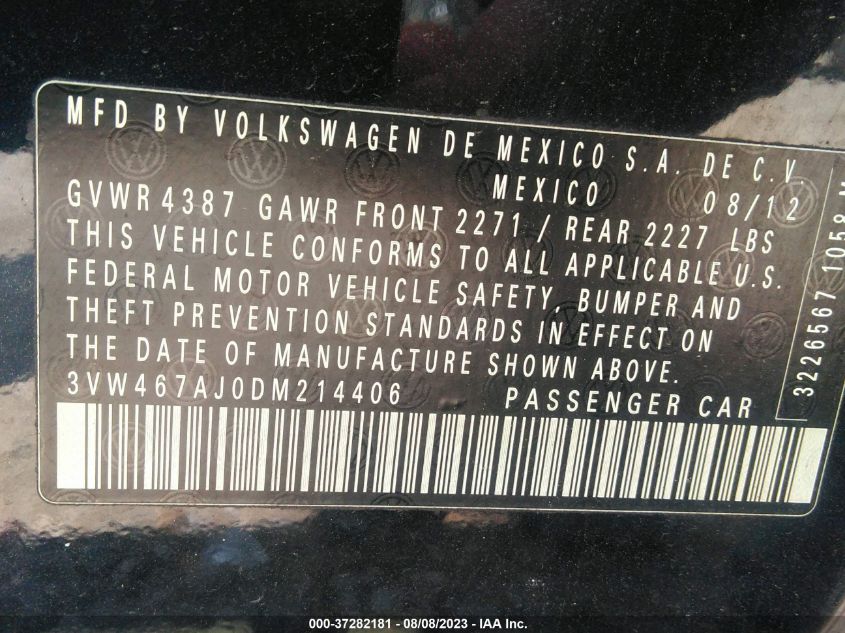 MFD BY VOLKSWAGEN DE MEXICO S.A. DE C.V.
MEXICO 08/12
GVWR 4387 GAWR FRONT 2271 / REAR 2227 LBS
THIS VEHICLE CONFORMS TO ALL APPLICABLE U.S.
FEDERAL MOTOR VEHICLE SAFETY, BUMPER AND
THEFT PREVENTION STANDARDS IN EFFECT ON
THE DATE OF MANUFACTURE SHOWN ABOVE.
3VW467AJ0DM214406 PASSENGER CAR
3226567 1058
000-37282181 - 08/08/2023 - IAA Inc.